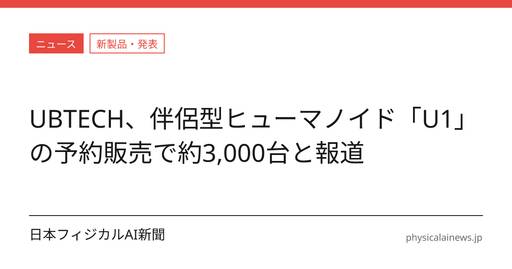 ニュース
新製品・発表
UBTECH、伴侶型ヒューマノイド「U1」
の予約販売で約3,000台と報道
日本フィジカルAI新聞
physicalainews.jp